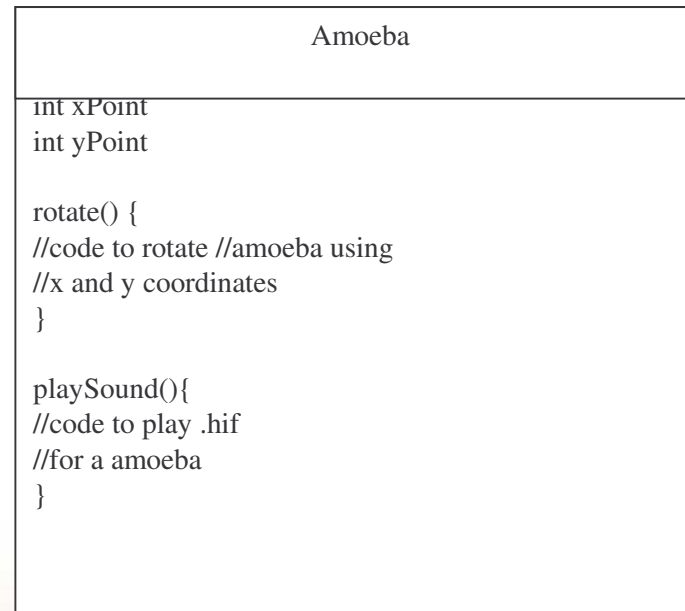 Amoeba
int xPoint
int yPoint
rotate() {
//code to rotate //amoeba using
//x and y coordinates
}
playSound(){
//code to play .hif
//for a amoeba
}